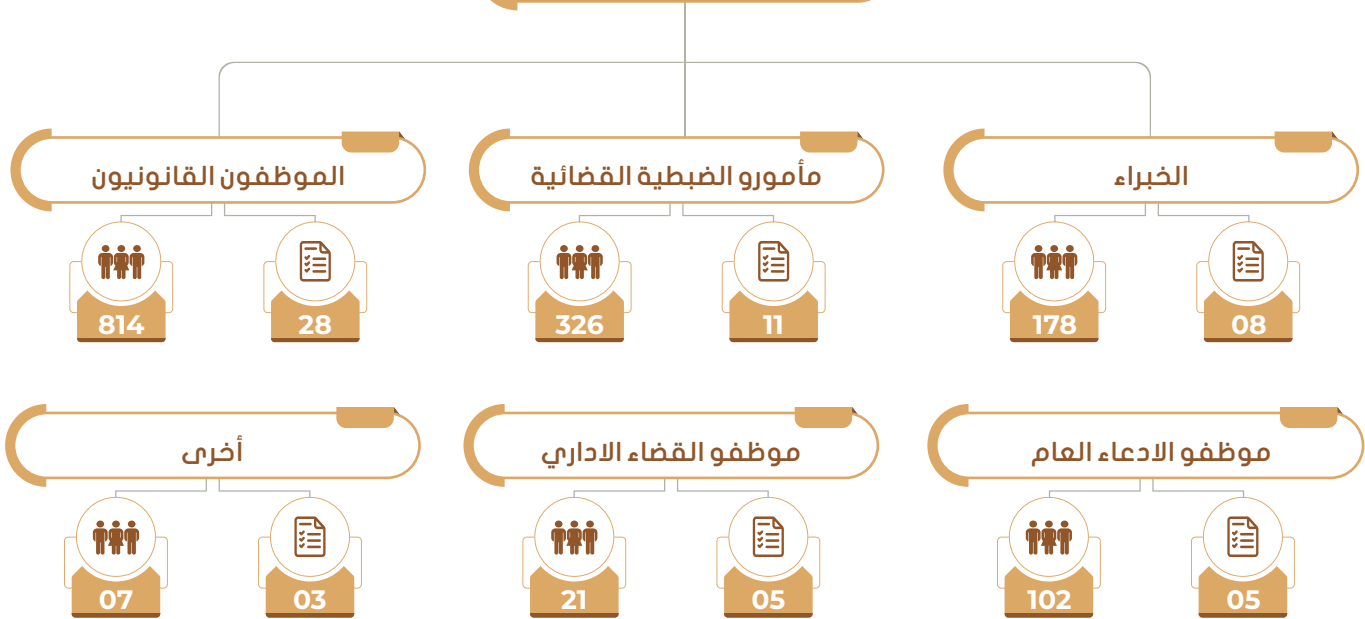 الخبراء
مأمورو الضبطية القضائية
الموظفون القانونيون
08
178
11
326
28
814
موظفو الادعاء العام
موظفو القضاء الاداري
أخرى
05
102
05
21
03
07